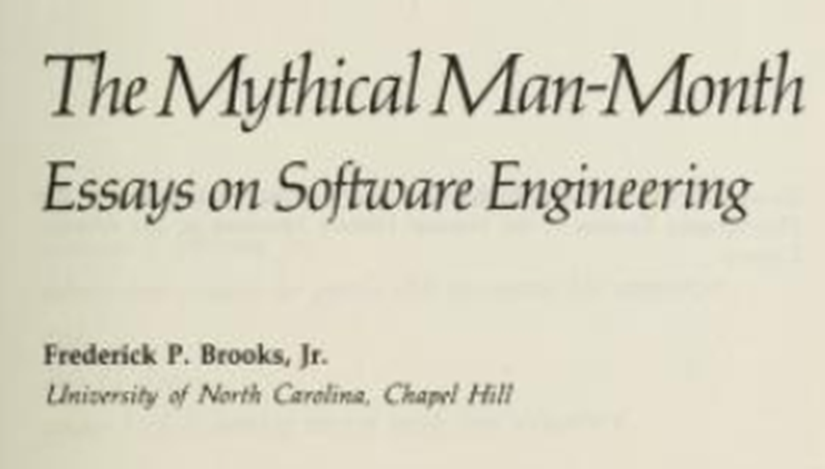 The Mythical Man-Month
Essays on Software Engineering
Frederick P. Brooks, Jr.
University of North Carolina, Chapel Hill